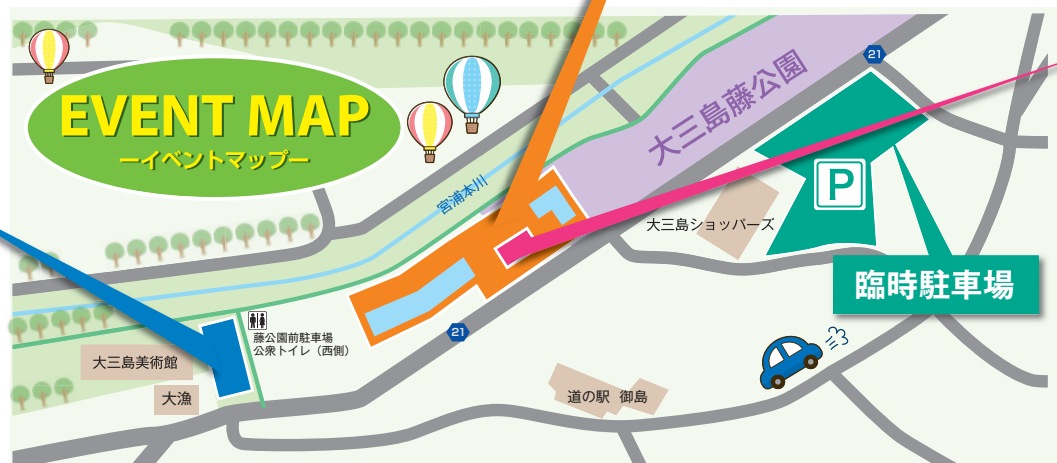 EVENT MAP
ーイベントマップー
21
大三島藤公園
宮浦本川
P
大三島ショッパーズ
臨時駐車場
藤公園前駐車場
公衆トイレ（西側）
21
大三島美術館
大漁
道の駅 御島